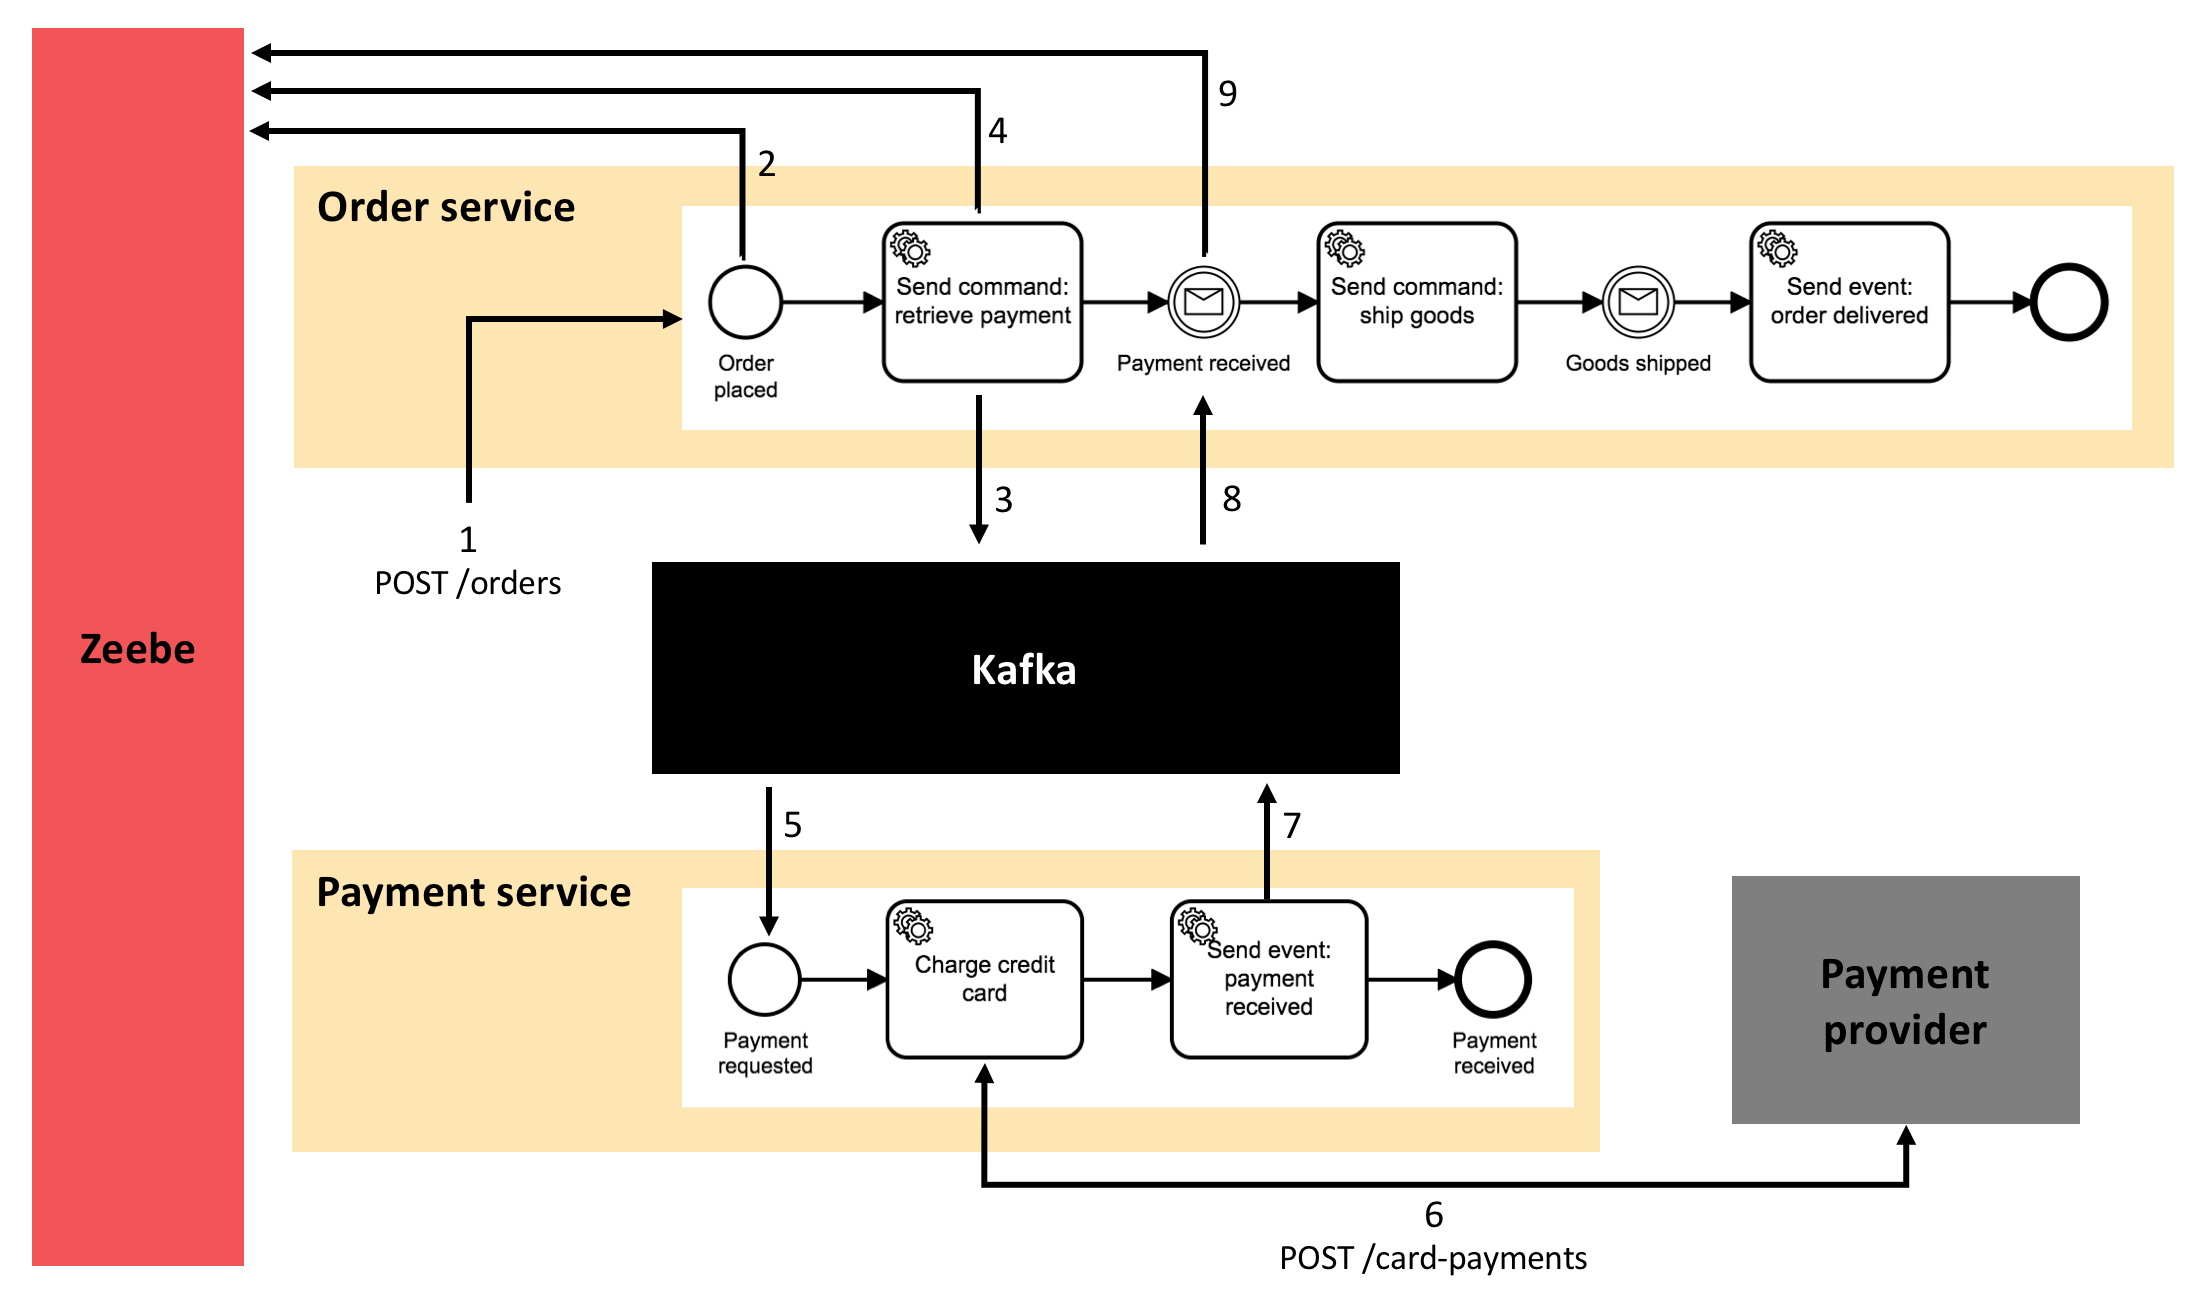 9
4
2
Order service
Send command:
retrieve payment
Send command:
ship goods
Send event:
order delivered
Order
placed
Payment received
Goods shipped
3
8
1
POST /orders
Zeebe
Kafka
5
7
Payment service
Charge credit
card
Send event:
payment
received
Payment
requested
Payment
received
Payment
provider
6
POST /card-payments